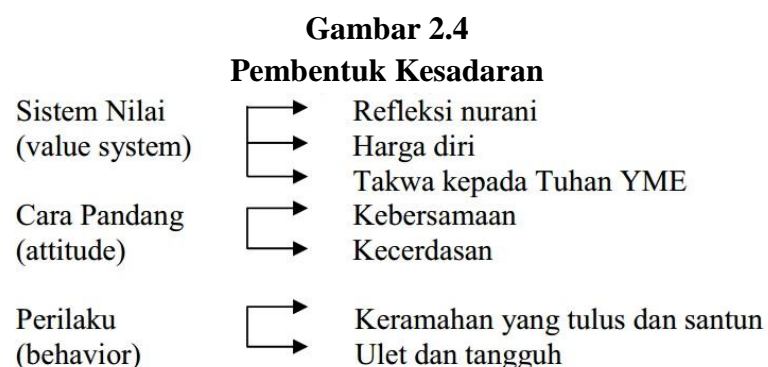 Gambar 2.4
Pembentuk Kesadaran
Sistem Nilai Refleksi nurani
(value system) Harga diri
Takwa kepada Tuhan YME
Cara Pandang Kebersamaan
(attitude) Kecerdasan
Perilaku Keramahan yang tulus dan santun
(behavior) Ulet dan tangguh